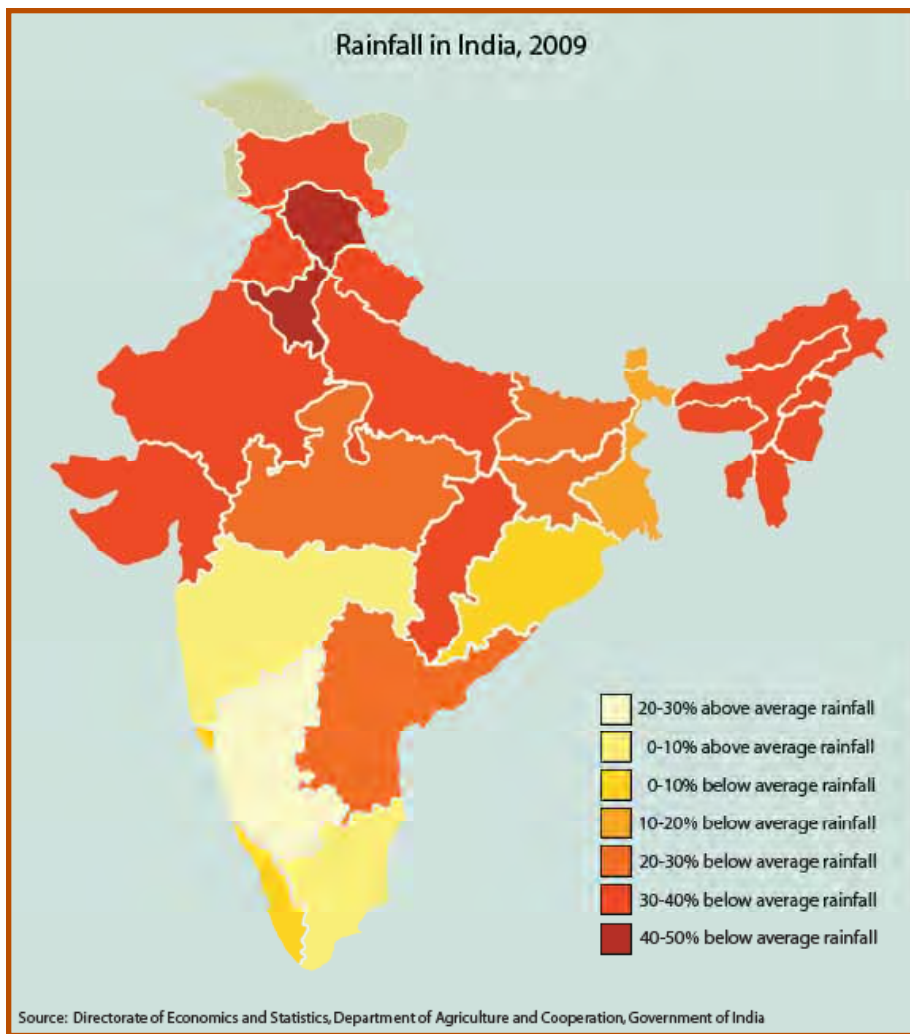 Rainfall in India, 2009
20-30% above average rainfall
0-10% above average rainfall
0-10% below average rainfall
10-20% below average rainfall
20-30% below average rainfall
30-40% below average rainfall
40-50% below average rainfall
Source: Directorate of Economics and Statistics, Department of Agriculture and Cooperation, Government of India